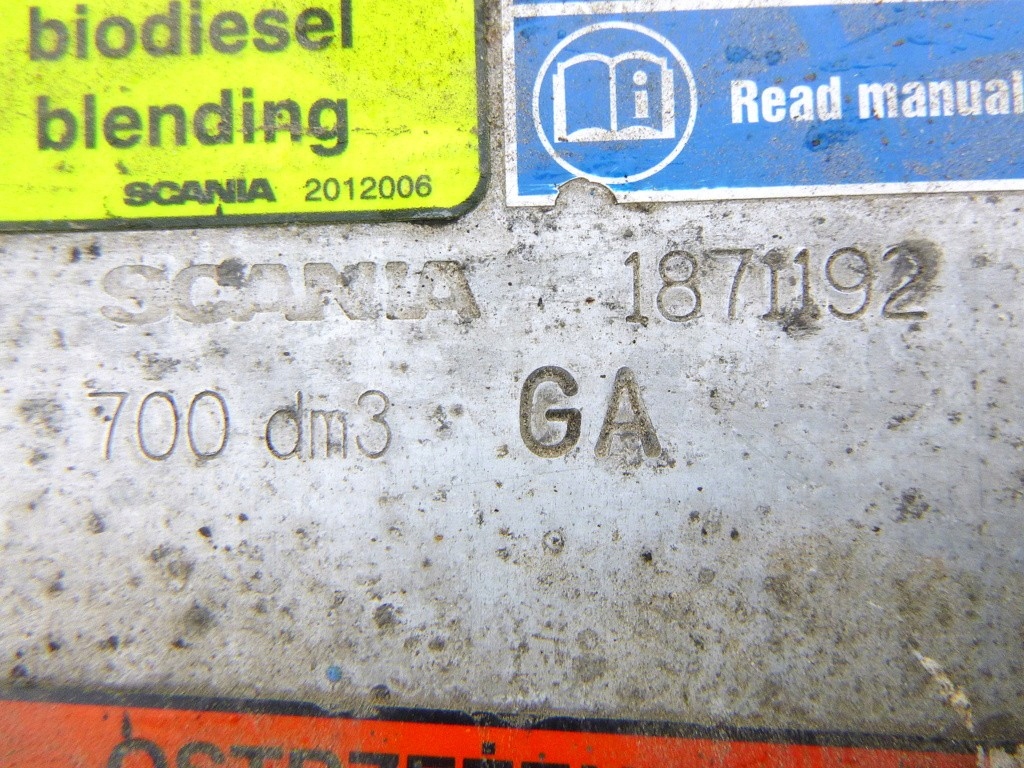 biodiesel
blending
SCANIA 2012006
i
Read manual
SCANIA 1871192
700 dm3 GA